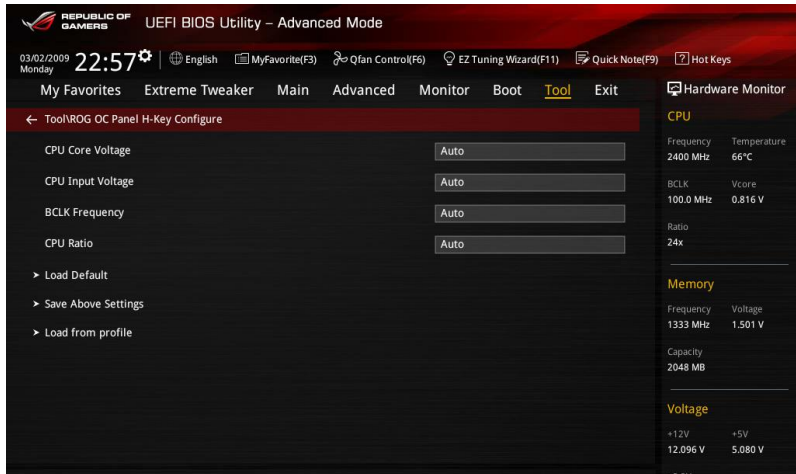 REPUBLIC OF
GAMERS
UEFI BIOS Utility – Advanced Mode
03/02/2009
Monday
22:57
English
MyFavorite(F3)
Qfan Control(F6)
EZ Tuning Wizard(F11)
Quick Note(F9)
? Hot Keys
My Favorites
Extreme Tweaker
Main
Advanced
Monitor
Boot
Tool
Exit
← Tool\ROG OC Panel H-Key Configure
CPU Core Voltage Auto
CPU Input Voltage Auto
BCLK Frequency Auto
CPU Ratio Auto
> Load Default
> Save Above Settings
> Load from profile
Hardware Monitor
CPU
Frequency Temperature
2400 MHz 66°C
BCLK Vcore
100.0 MHz 0.816 V
Ratio
24x
Memory
Frequency Voltage
1333 MHz 1.501 V
Capacity
2048 MB
Voltage
+12V +5V
12.096 V 5.080 V